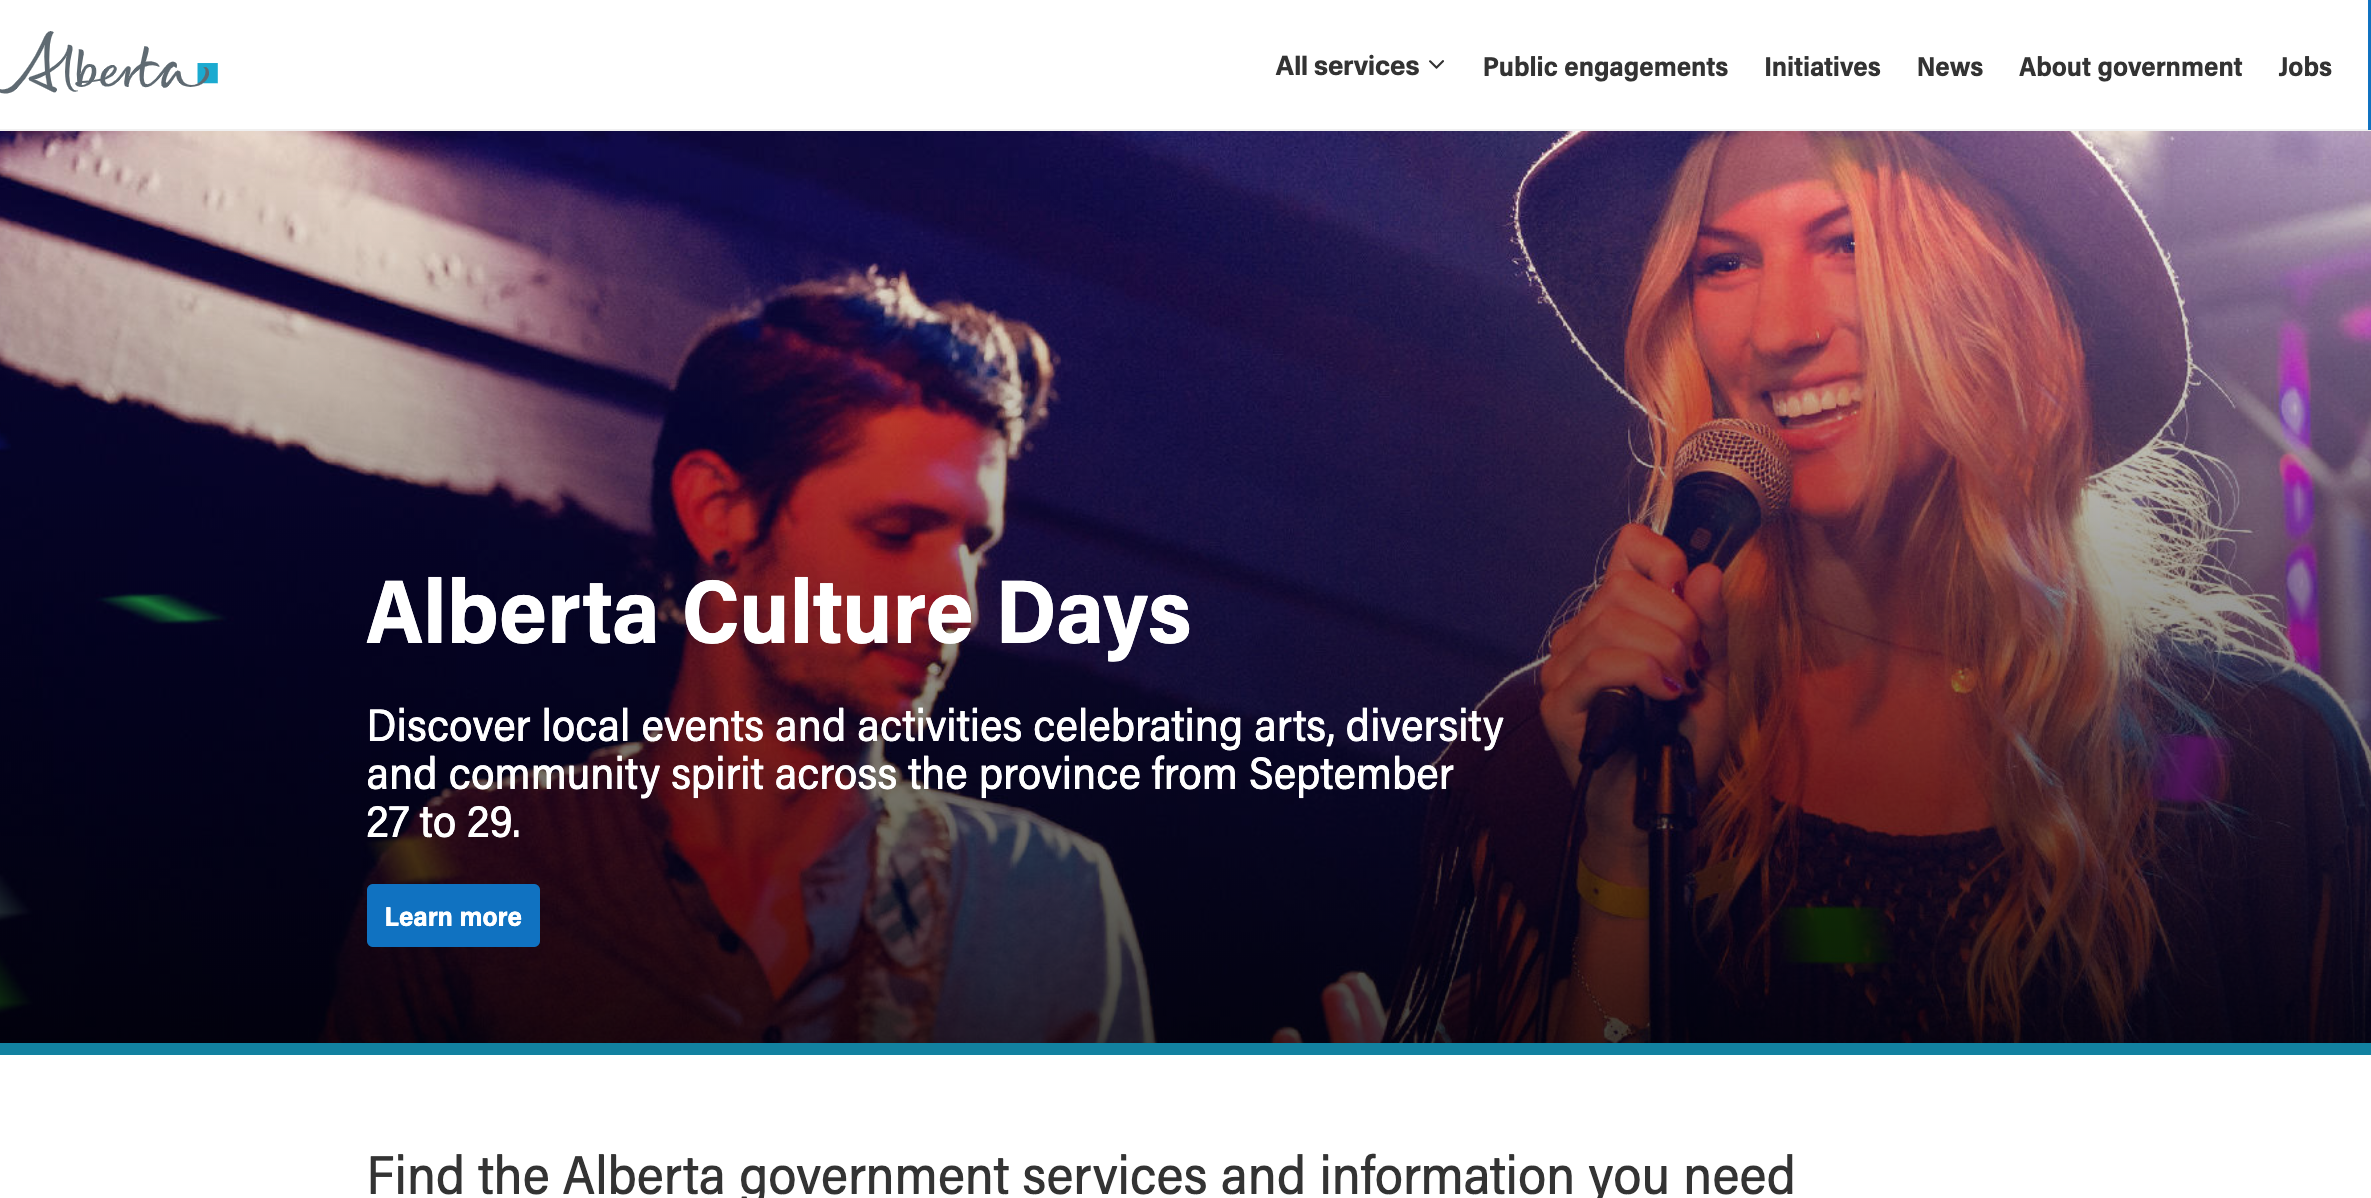 Alberta
All services Public engagements Initiatives News About government Jobs
Alberta Culture Days
Discover local events and activities celebrating arts, diversity
and community spirit across the province from September
27 to 29.
Learn more
Find the Alberta government services and information you need